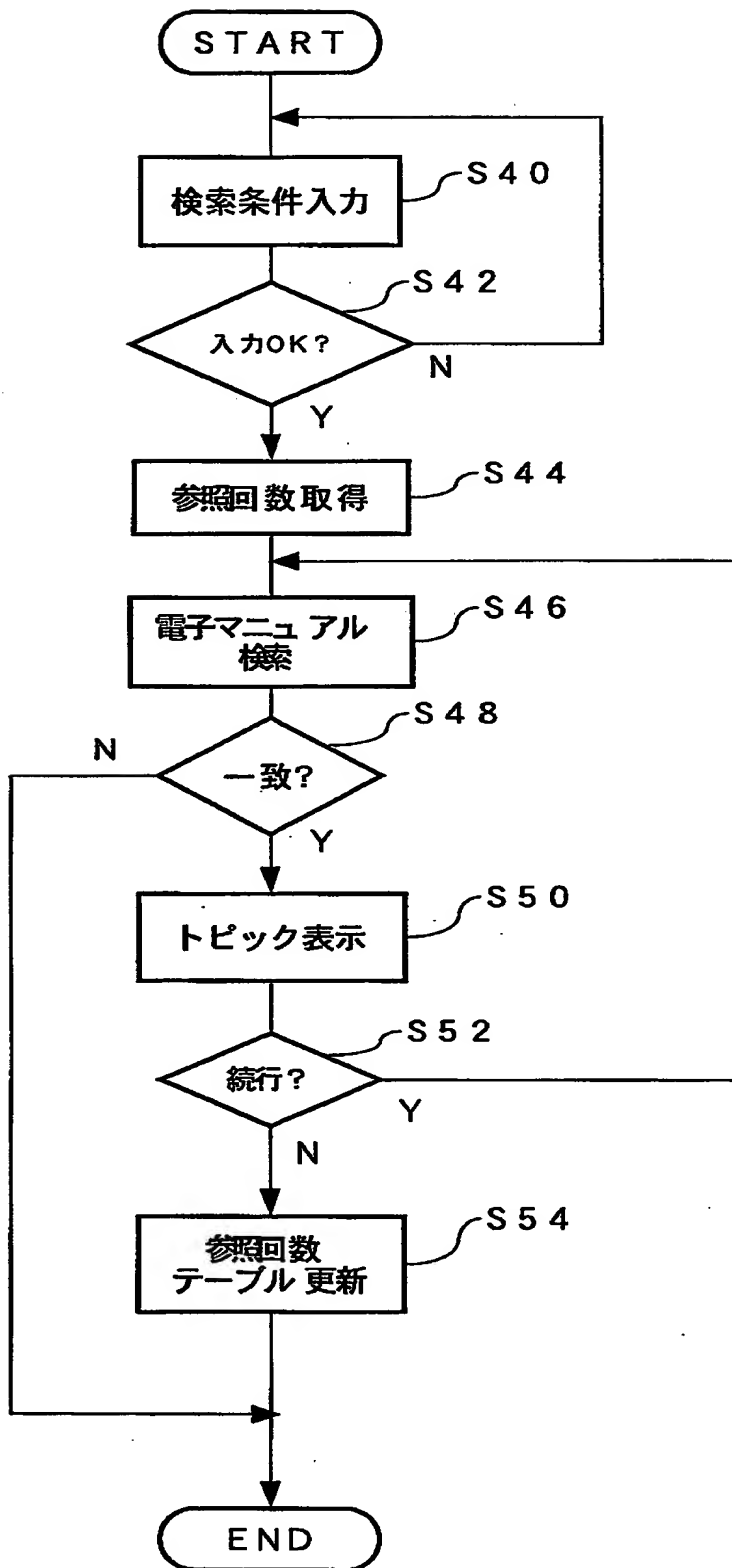 START
検索条件入力
S40
S42
入力OK?
N
Y
参照回数取得
S44
電子マニュアル
検索
S46
S48
N
一致?
Y
トピック表示
S50
S52
続行?
Y
N
参照回数
テーブル更新
S54
END